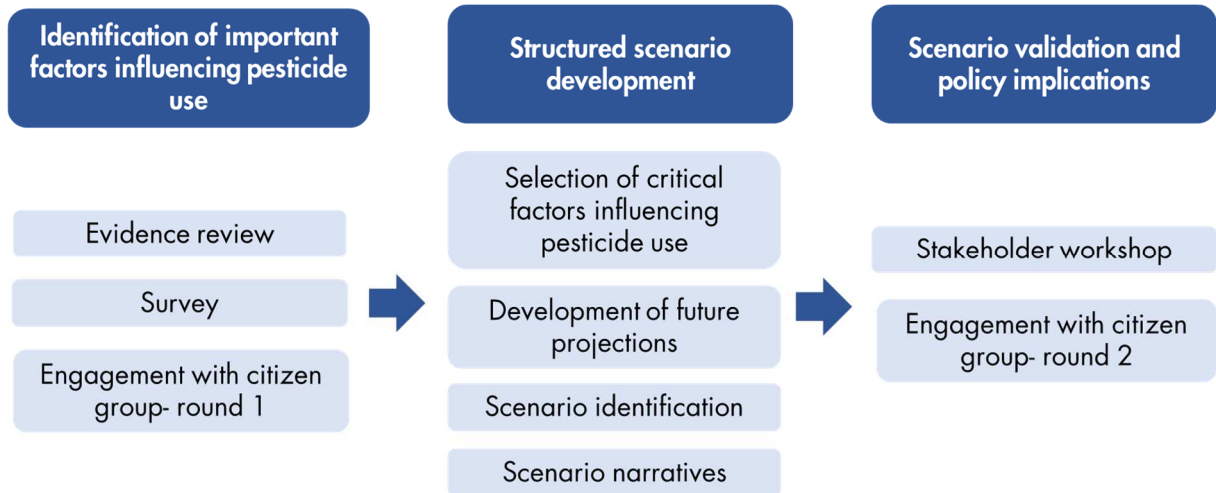 Identification of important
factors influencing pesticide
use
Evidence review
Survey
Engagement with citizen
group- round 1
Structured scenario
development
Selection of critical
factors influencing
pesticide use
Development of future
projections
Scenario identification
Scenario narratives
Scenario validation and
policy implications
Stakeholder workshop
Engagement with citizen
group- round 2